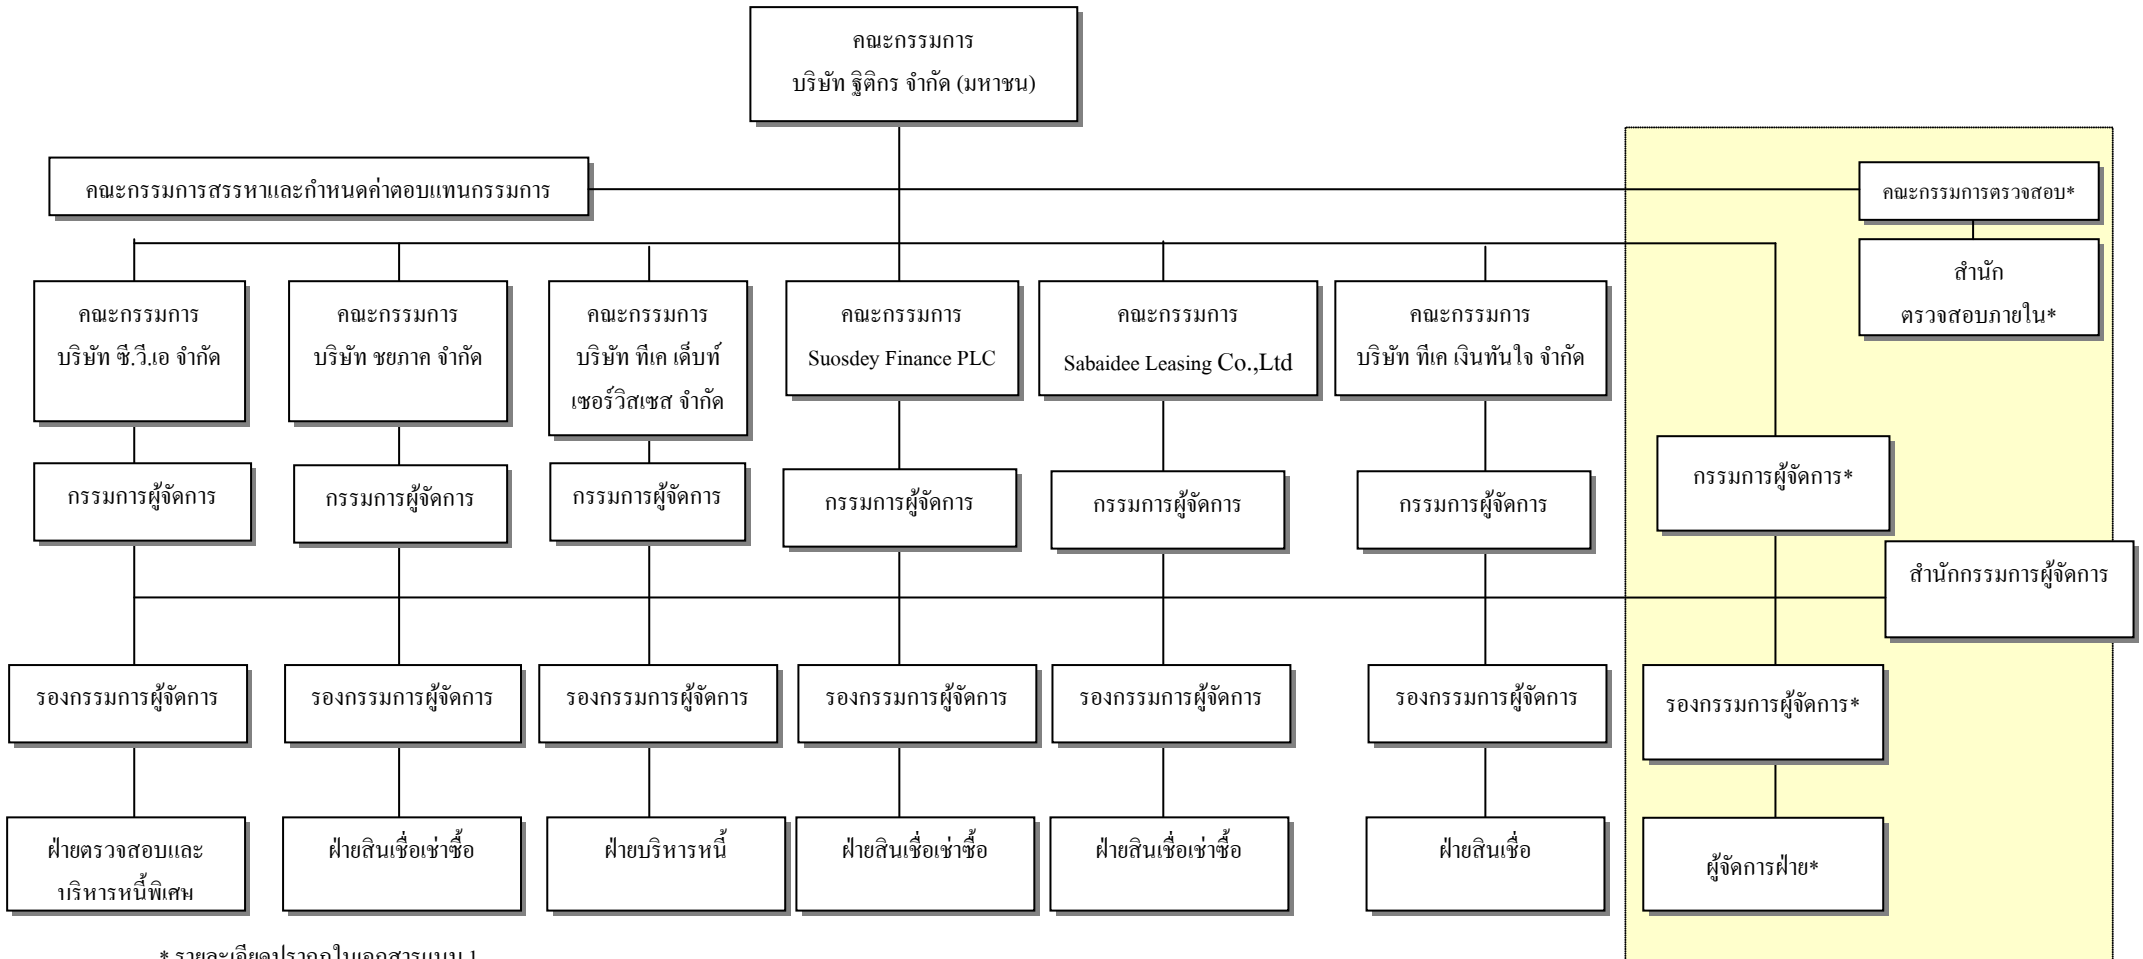 คณะกรรมการ
บริษัท ฐิติกร จำกัด (มหาชน)
คณะกรรมการสรรหาและกำหนดค่าตอบแทนกรรมการ
คณะกรรมการตรวจสอบ*
สำนัก
ตรวจสอบภายใน*
คณะกรรมการ
บริษัท ซี.วี.เอ จำกัด
คณะกรรมการ
บริษัท ชยภาค จำกัด
คณะกรรมการ
บริษัท ทีเค เด็บท์
เซอร์วิสเซส จำกัด
คณะกรรมการ
Suosdey Finance PLC
คณะกรรมการ
Sabaidee Leasing Co.,Ltd
คณะกรรมการ
บริษัท ทีเค เงินทันใจ จำกัด
กรรมการผู้จัดการ
กรรมการผู้จัดการ
กรรมการผู้จัดการ
กรรมการผู้จัดการ
กรรมการผู้จัดการ
กรรมการผู้จัดการ
กรรมการผู้จัดการ*
สำนักกรรมการผู้จัดการ
รองกรรมการผู้จัดการ
รองกรรมการผู้จัดการ
รองกรรมการผู้จัดการ
รองกรรมการผู้จัดการ
รองกรรมการผู้จัดการ
รองกรรมการผู้จัดการ
รองกรรมการผู้จัดการ*
ฝ่ายตรวจสอบและ
บริหารหนี้พิเศษ
ฝ่ายสินเชื่อเช่าซื้อ
ฝ่ายบริหารหนี้
ฝ่ายสินเชื่อเช่าซื้อ
ฝ่ายสินเชื่อเช่าซื้อ
ฝ่ายสินเชื่อ
ผู้จัดการฝ่าย*
* รายละเอียดปรากฏในเอกสารแนบ 1